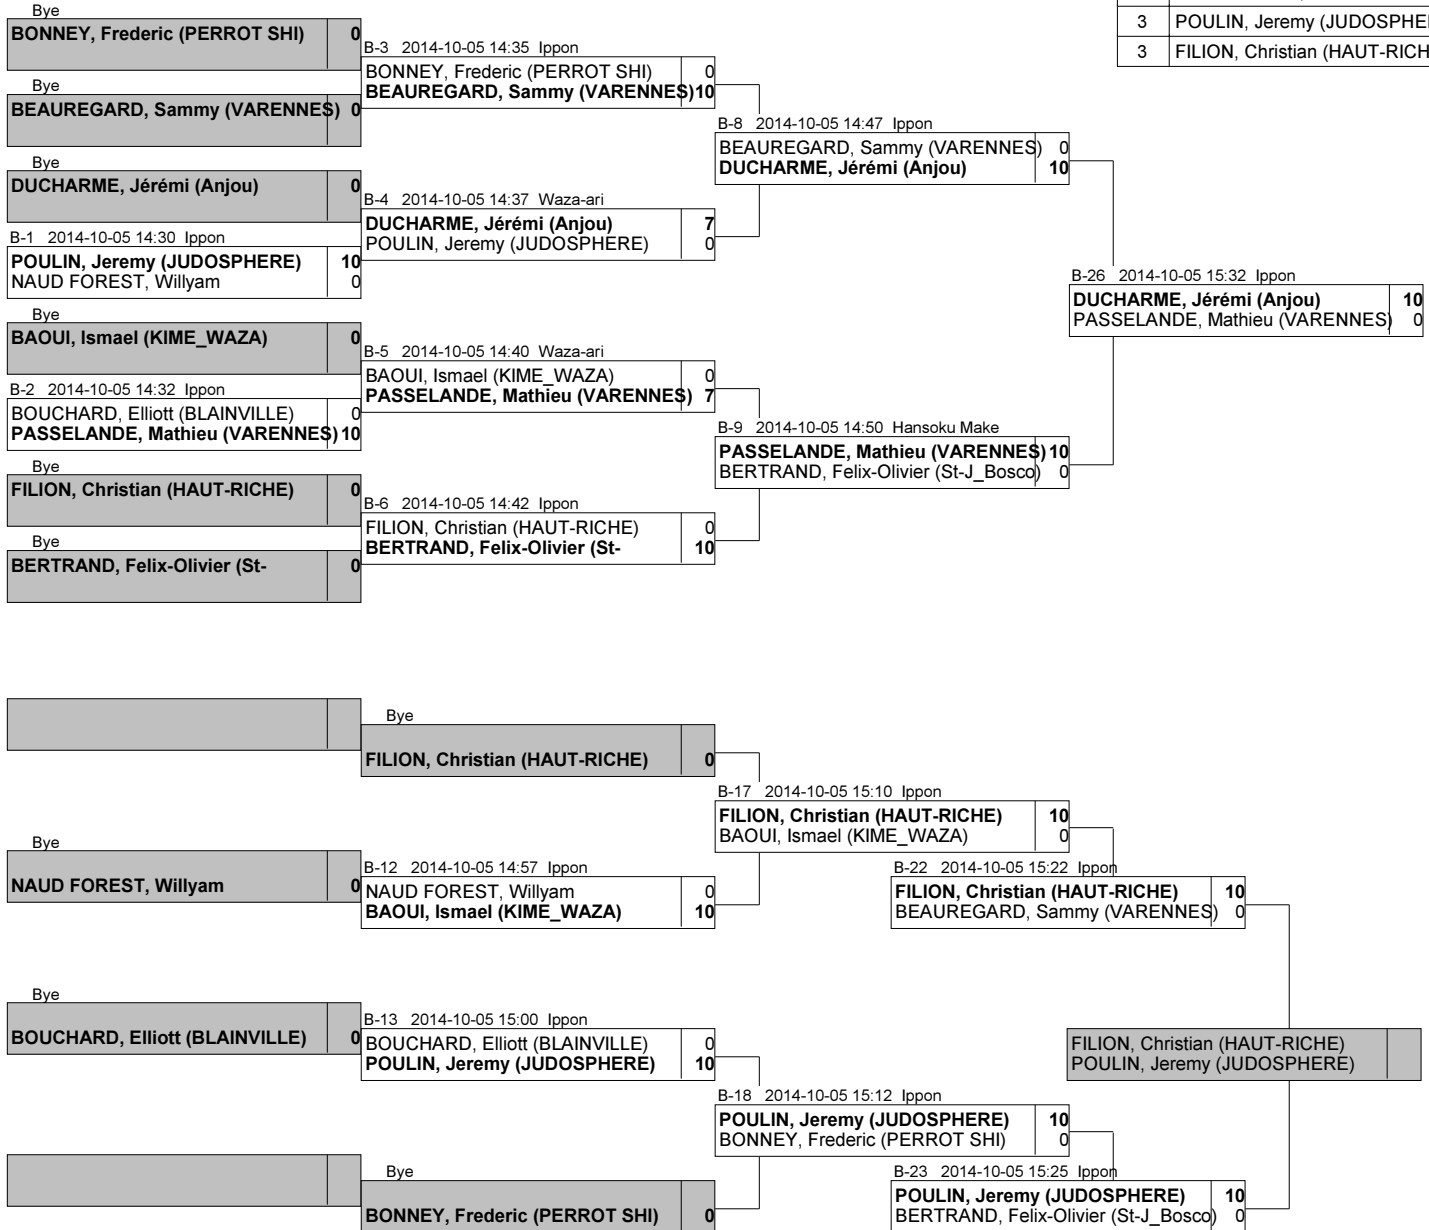 3 POULIN, Jeremy (JUDOSPHE
3 FILION, Christian (HAUT-RICH
Bye
BONNEY, Frederic (PERROT SHI) 0
Bye
BEAUREGARD, Sammy (VARENNES) 0
Bye
DUCHARME, Jérémi (Anjou) 0
B-1 2014-10-05 14:30 Ippon
POULIN, Jeremy (JUDOSPHERE) 10
NAUD FOREST, Willyam 0
Bye
BAOUI, Ismael (KIME_WAZA) 0
B-2 2014-10-05 14:32 Ippon
BOUCHARD, Elliott (BLAINVILLE) 0
PASSELANDE, Mathieu (VARENNES) 10
Bye
FILION, Christian (HAUT-RICHE) 0
Bye
BERTRAND, Felix-Olivier (St- 0
B-3 2014-10-05 14:35 Ippon
BONNEY, Frederic (PERROT SHI) 0
BEAUREGARD, Sammy (VARENNES) 10
B-4 2014-10-05 14:37 Waza-ari
DUCHARME, Jérémi (Anjou) 7
POULIN, Jeremy (JUDOSPHERE) 0
B-5 2014-10-05 14:40 Waza-ari
BAOUI, Ismael (KIME_WAZA) 0
PASSELANDE, Mathieu (VARENNES) 7
B-6 2014-10-05 14:42 Ippon
FILION, Christian (HAUT-RICHE) 0
BERTRAND, Felix-Olivier (St- 10
B-8 2014-10-05 14:47 Ippon
BEAUREGARD, Sammy (VARENNES) 0
DUCHARME, Jérémi (Anjou) 10
B-9 2014-10-05 14:50 Hansoku Make
PASSELANDE, Mathieu (VARENNES) 10
BERTRAND, Felix-Olivier (St-J_Bosco) 0
B-26 2014-10-05 15:32 Ippon
DUCHARME, Jérémi (Anjou) 10
PASSELANDE, Mathieu (VARENNES) 0
Bye
NAUD FOREST, Willyam 0
Bye
BOUCHARD, Elliott (BLAINVILLE) 0
Bye
FILION, Christian (HAUT-RICHE) 0
B-12 2014-10-05 14:57 Ippon
NAUD FOREST, Willyam 0
BAOUI, Ismael (KIME_WAZA) 10
B-13 2014-10-05 15:00 Ippon
BOUCHARD, Elliott (BLAINVILLE) 0
POULIN, Jeremy (JUDOSPHERE) 10
Bye
BONNEY, Frederic (PERROT SHI) 0
B-17 2014-10-05 15:10 Ippon
FILION, Christian (HAUT-RICHE) 10
BAOUI, Ismael (KIME_WAZA) 0
B-18 2014-10-05 15:12 Ippon
POULIN, Jeremy (JUDOSPHERE) 10
BONNEY, Frederic (PERROT SHI) 0
B-22 2014-10-05 15:22 Ippon
FILION, Christian (HAUT-RICHE) 10
BEAUREGARD, Sammy (VARENNES) 0
B-23 2014-10-05 15:25 Ippon
POULIN, Jeremy (JUDOSPHERE) 10
BERTRAND, Felix-Olivier (St-J_Bosco) 0
FILION, Christian (HAUT-RICHE)
POULIN, Jeremy (JUDOSPHERE)